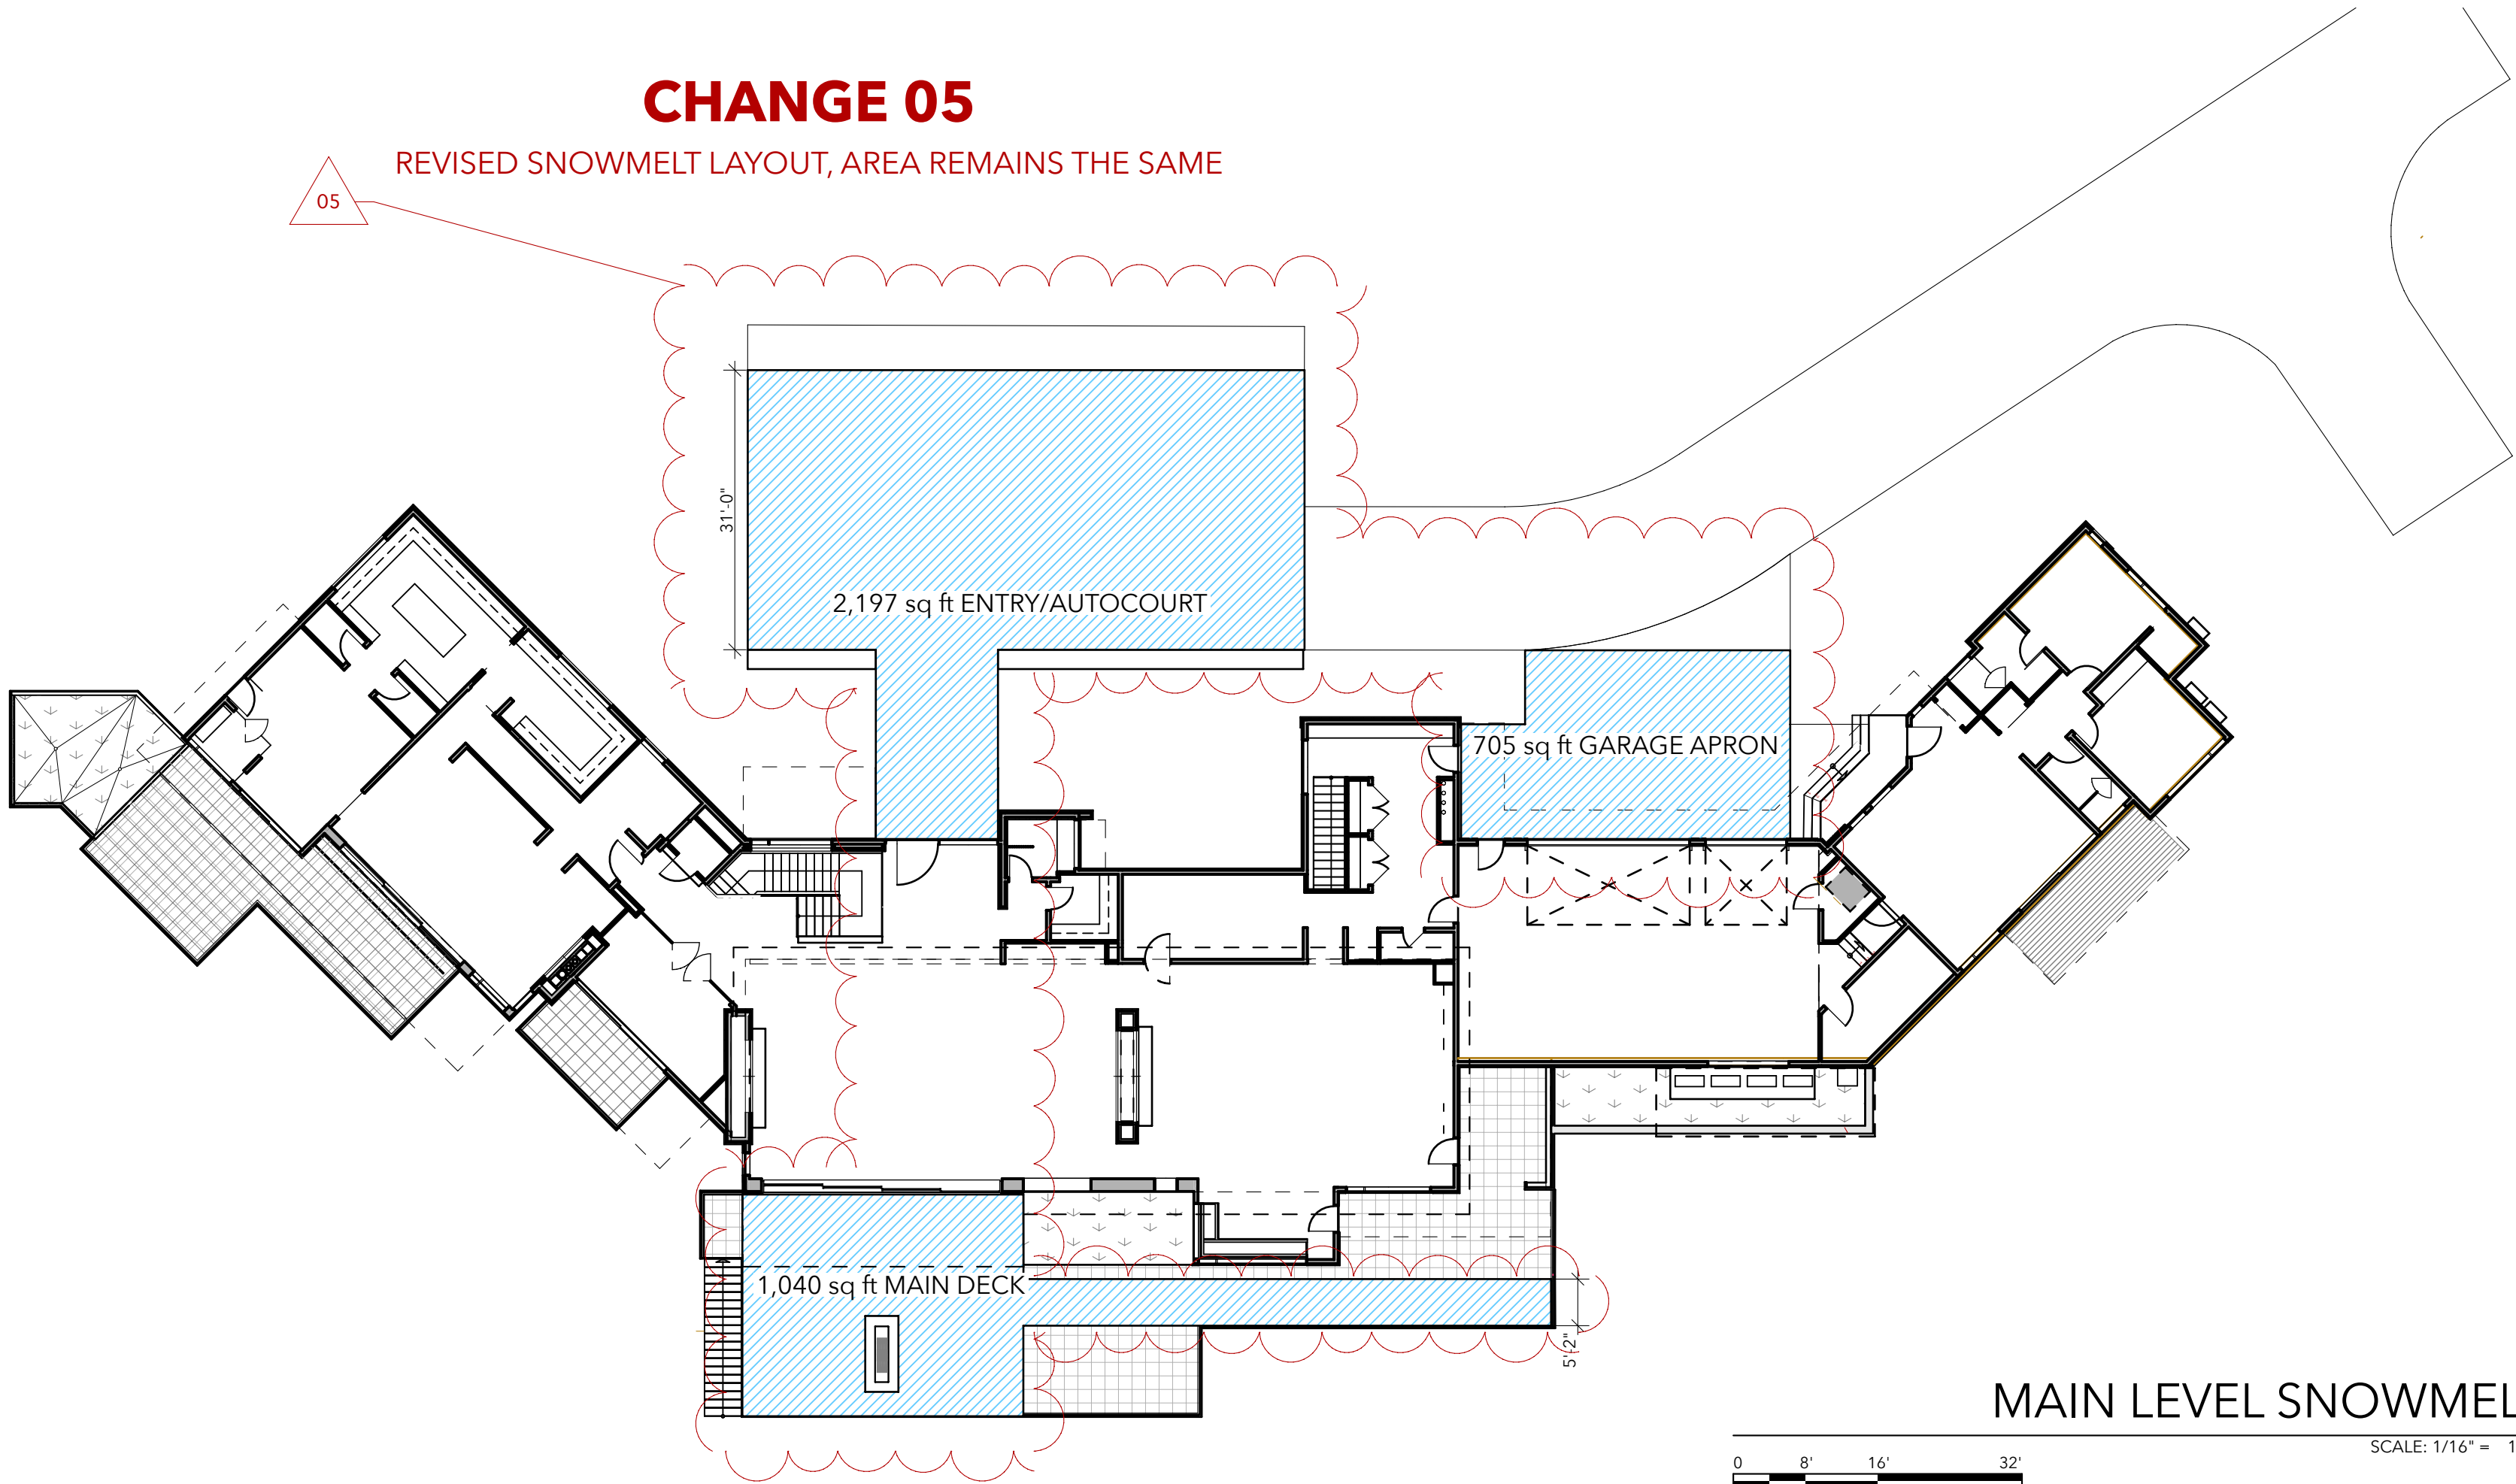 CHANGE 05
REVISED SNOWMELT LAYOUT, AREA REMAINS THE SAME
05
31'-0"
2,197 sq ft ENTRY/AUTOCOURT
705 sq ft GARAGE APRON
1,040 sq ft MAIN DECK
5'-2"
MAIN LEVEL SNOWMEL
SCALE: 1/16" = 1
0 8' 16' 32'